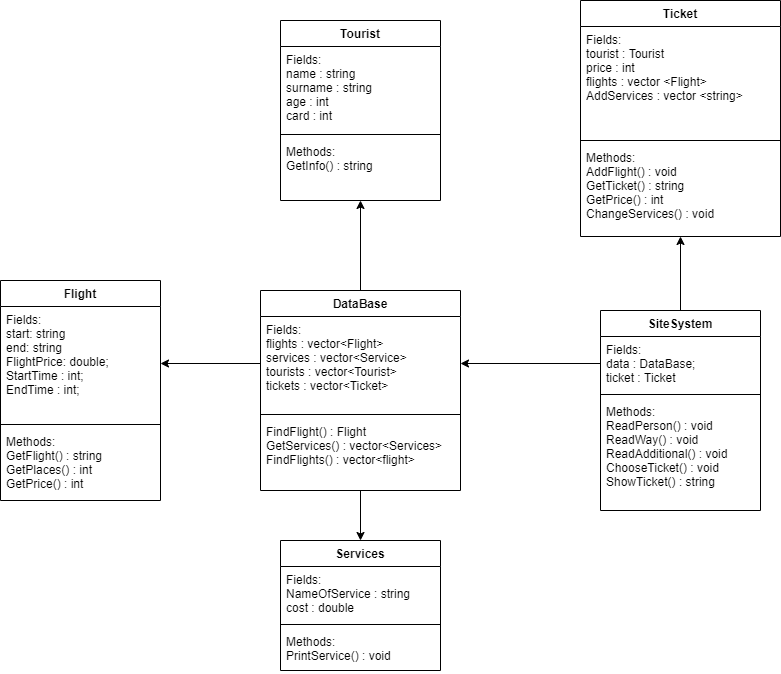 Tourist
Fields:
name : string
surname : string
age : int
card : int
Methods:
GetInfo() : string
Ticket
Fields:
tourist : Tourist
price : int
flights : vector <Flight>
AddServices : vector <string>
Methods:
AddFlight() : void
GetTicket() : string
GetPrice() : int
ChangeServices() : void
Flight
Fields:
start: string
end: string
FlightPrice: double;
StartTime : int;
EndTime : int;
Methods:
GetFlight() : string
GetPlaces() : int
GetPrice() : int
DataBase
Fields:
flights : vector<Flight>
services : vector<Service>
tourists : vector<Tourist>
tickets : vector<Ticket>
FindFlight() : Flight
GetServices() : vector<Services>
FindFlights() : vector<flight>
SiteSystem
Fields:
data : DataBase;
ticket : Ticket
Methods:
ReadPerson() : void
ReadWay() : void
ReadAdditional() : void
ChooseTicket() : void
ShowTicket() : string
Services
Fields:
NameOfService : string
cost : double
Methods:
PrintService() : void